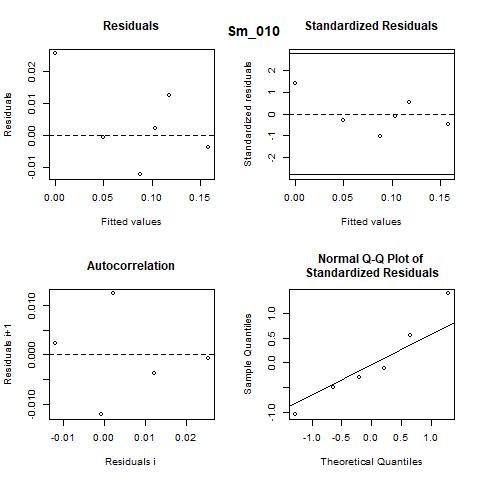 Sm_010
Residuals
Residuals
-0.01 0.00 0.01 0.02
0.00 0.05 0.10 0.15
Fitted values
Standardized Residuals
Standardized residuals
-2 -1 0 1 2
0.00 0.05 0.10 0.15
Fitted values
Autocorrelation
Residuals i+1
-0.010 0.000 0.010
-0.01 0.00 0.01 0.02
Residuals i
Normal Q-Q Plot of
Standardized Residuals
Sample Quantiles
-1.0 0.0 0.5 1.0
-1.0 -0.5 0.0 0.5 1.0
Theoretical Quantiles